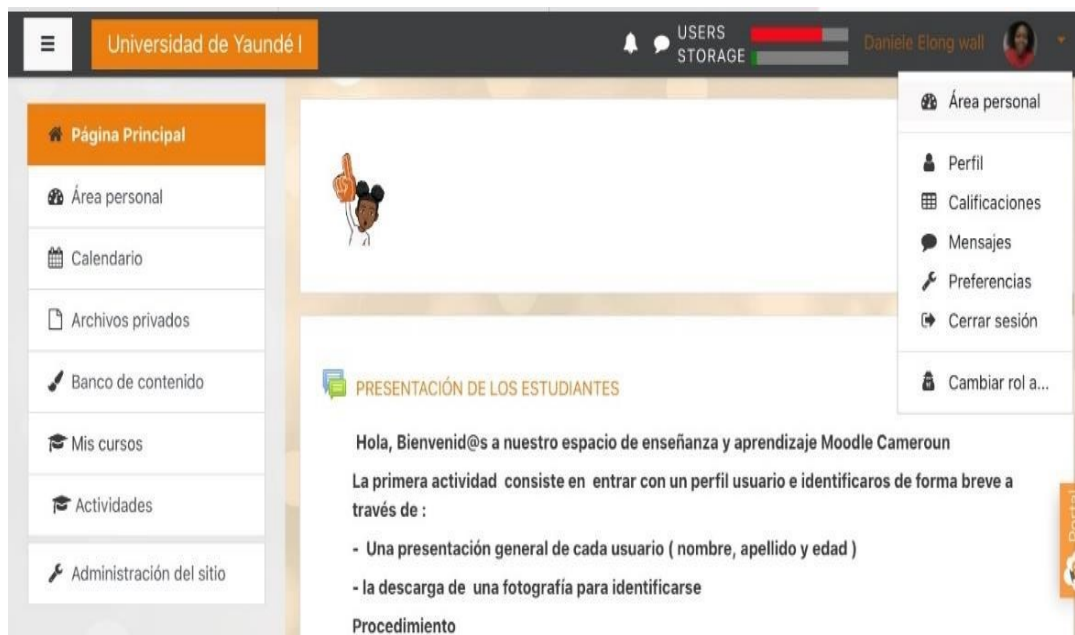 Universidad de Yaundé I
USERS
STORAGE
Daniele Elong wall
Página Principal
Área personal
Calendario
Archivos privados
Banco de contenido
Mis cursos
Actividades
Administración del sitio
Área personal
Perfil
Calificaciones
Mensajes
Preferencias
Cerrar sesión
Cambiar rol a...
PRESENTACIÓN DE LOS ESTUDIANTES
Hola, Bienvenid@s a nuestro espacio de enseñanza y aprendizaje Moodle Cameroun
La primera actividad consiste en entrar con un perfil usuario e identificaros de forma breve a
través de :
- Una presentación general de cada usuario ( nombre, apellido y edad )
- la descarga de una fotografía para identificarse
Procedimiento
Portal